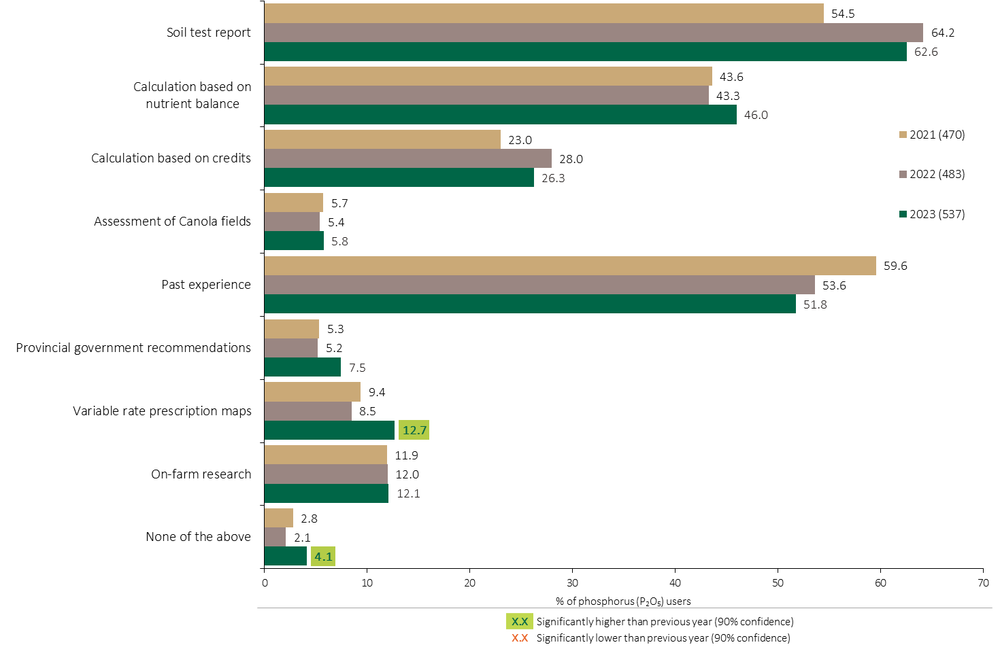 Soil test report
54.5
64.2
62.6
Calculation based on
nutrient balance
43.6
43.3
46.0
Calculation based on credits
23.0
28.0
26.3
Assessment of Canola fields
5.7
5.4
5.8
Past experience
59.6
53.6
51.8
Provincial government recommendations
5.3
5.2
7.5
Variable rate prescription maps
9.4
8.5
12.7
On-farm research
11.9
12.0
12.1
None of the above
2.8
2.1
4.1
2021 (470)
2022 (483)
2023 (537)
0 10 20 30 40 50 60 70
% of phosphorus (P₂O₅) users
X.X Significantly higher than previous year (90% confidence)
X.X Significantly lower than previous year (90% confidence)